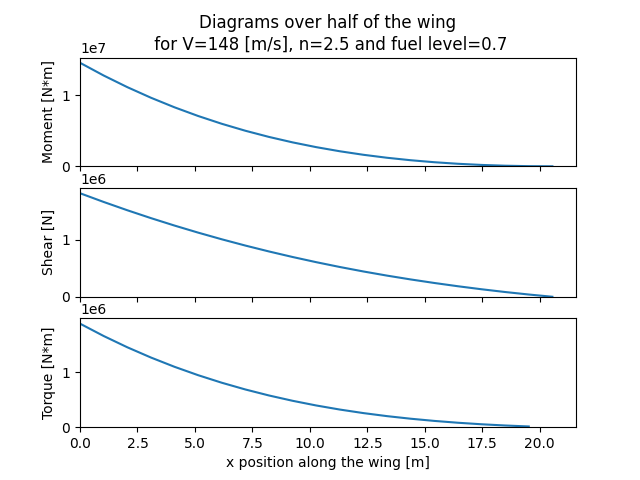 Diagrams over half of the wing
for V=148 [m/s], n=2.5 and fuel level=0.7
1e7
Moment [N*m]
1
0
1e6
Shear [N]
1
0
1e6
Torque [N*m]
1
0
0.0 2.5 5.0 7.5 10.0 12.5 15.0 17.5 20.0
x position along the wing [m]